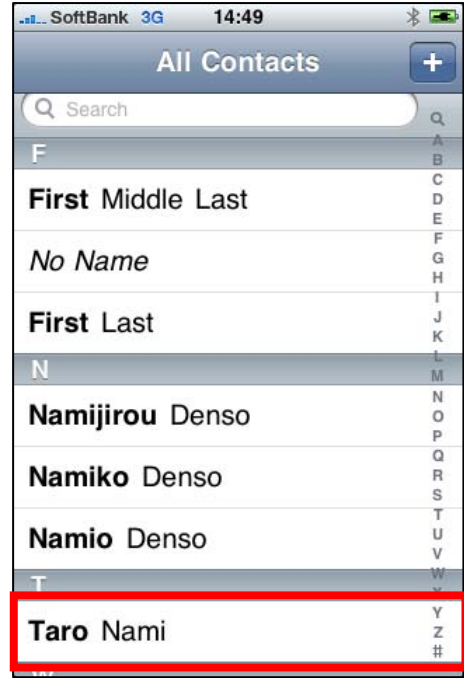 SoftBank 3G 14:49
All Contacts +
Search
F
First Middle Last
No Name
First Last
N
Namijirou Denso
Namiko Denso
Namio Denso
T
Taro Nami
W
A
B
C
D
E
F
G
H
I
J
K
L
M
N
O
P
Q
R
S
T
U
V
W
X
Y
Z
#